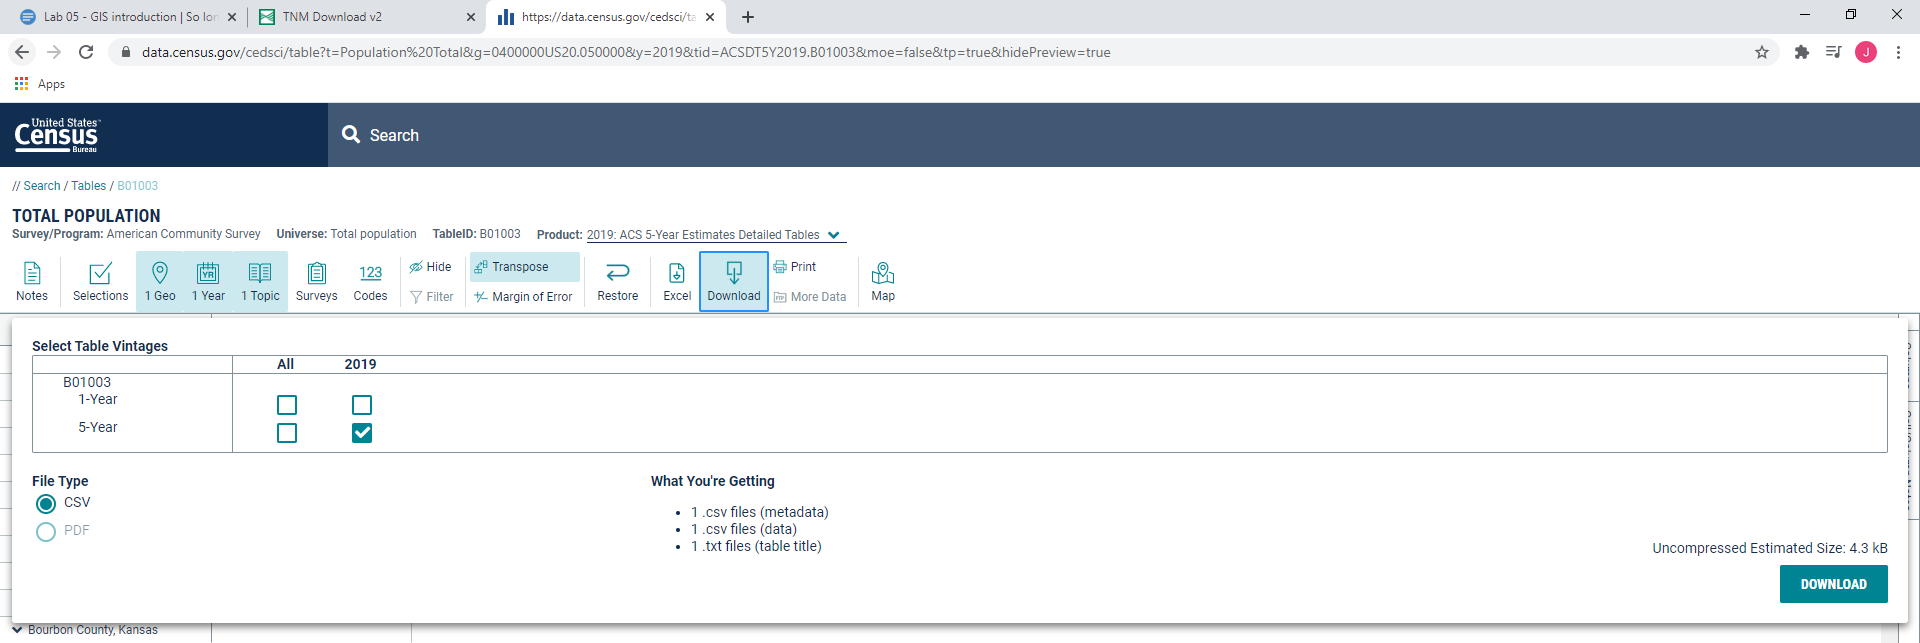 Lab 05 - GIS introduction | So lon
TNM Download v2
https://data.census.gov/cedsci/ta
data.census.gov/cedsci/table?t=Population%20Total&g=0400000US20.050000&y=2019&tid=ACSDT5Y2019.B01003&moe=false&tp=true&hidePreview=true
J
Apps
United States™
Census
Bureau
Search
// Search / Tables / B01003
TOTAL POPULATION
Survey/Program: American Community Survey Universe: Total population TableID: B01003 Product: 2019: ACS 5-Year Estimates Detailed Tables
Notes
Selections
1 Geo
YR
1 Year
1 Topic
Surveys
123
Codes
Hide
Filter
Transpose
Margin of Error
Restore
Excel
Download
Print
FTP
More Data
Map
Select Table Vintages
All 2019
B01003
1-Year
5-Year
File Type
CSV
PDF
What You're Getting
• 1 .csv files (metadata)
• 1 .csv files (data)
• 1 .txt files (table title)
Uncompressed Estimated Size: 4.3 kB
DOWNLOAD
Bourbon County, Kansas